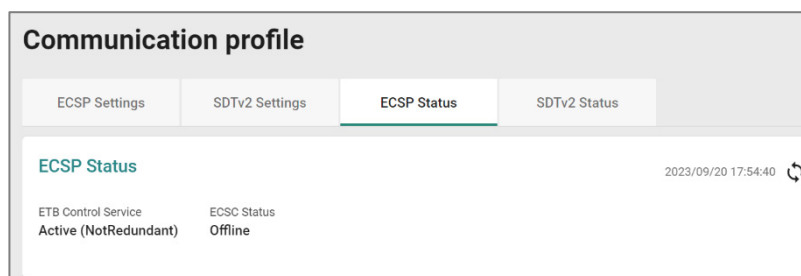 Communication profile
ECSP Settings SDTv2 Settings ECSP Status SDTv2 Status
ECSP Status 2023/09/20 17:54:40
ETB Control Service ECSC Status
Active (NotRedundant) Offline